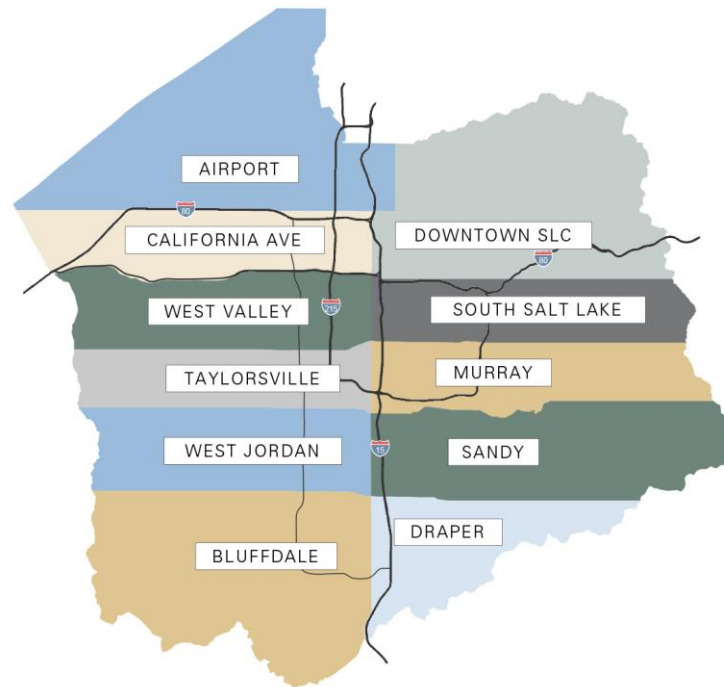 AIRPORT
80
CALIFORNIA AVE
DOWNTOWN SLC
80
WEST VALLEY
215
SOUTH SALT LAKE
TAYLORSVILLE
MURRAY
WEST JORDAN
15
SANDY
DRAPER
BLUFFDALE